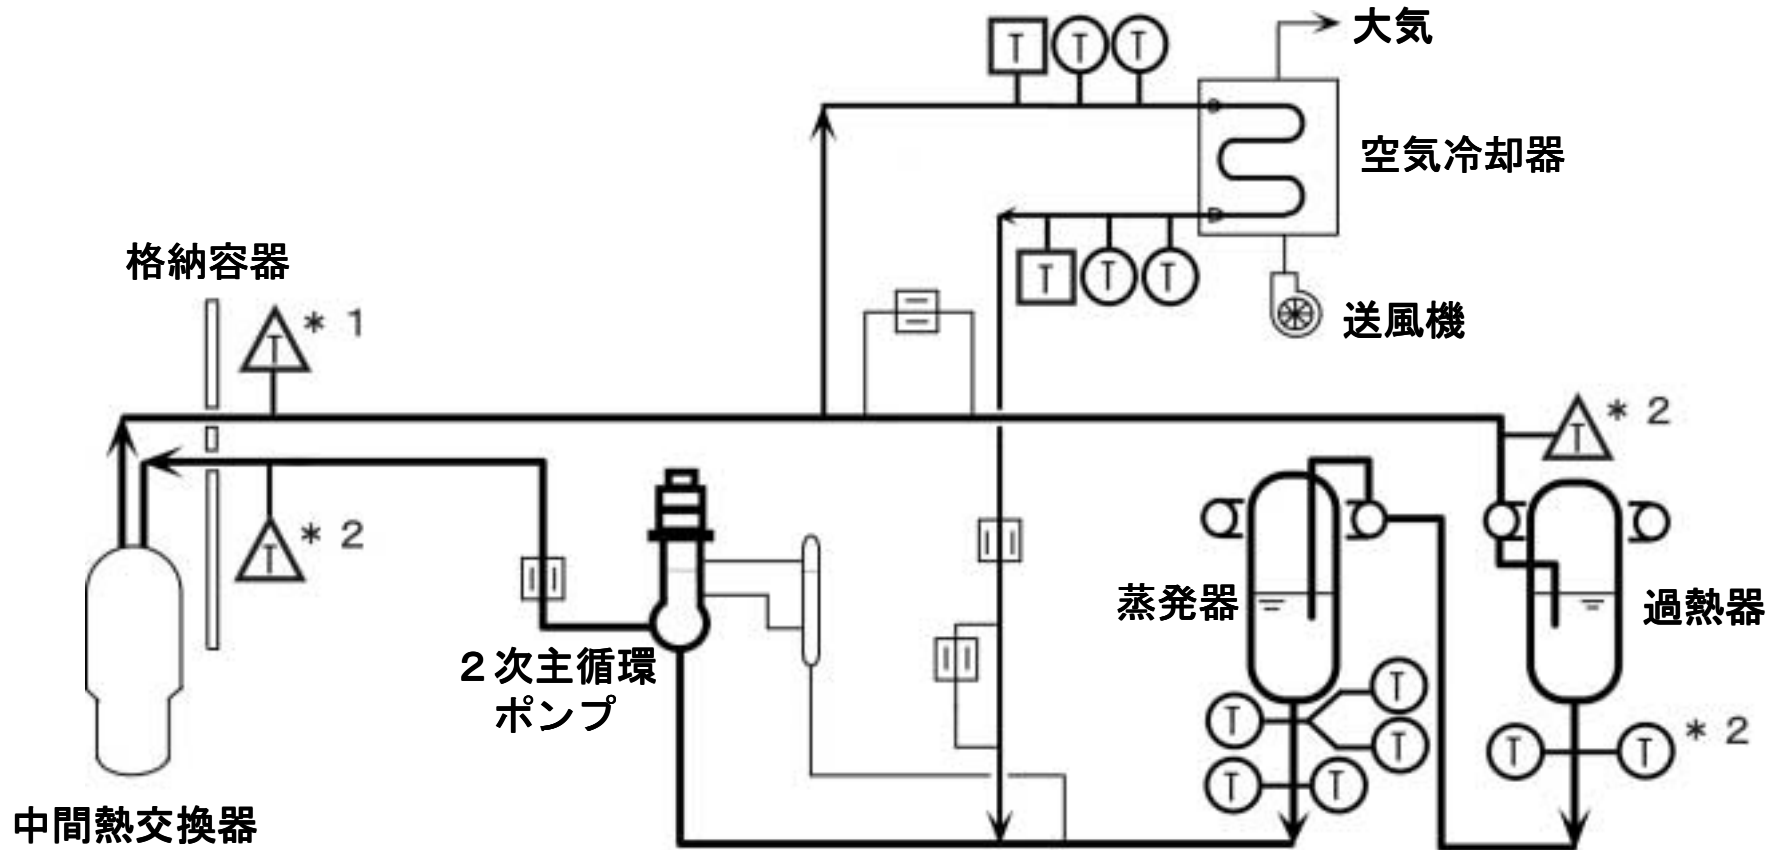 大気
T T T
空気冷却器
T T T
送風機
格納容器
T *1
T *2
T *2
蒸発器
過熱器
2次主循環
ポンプ
T T
T T
T T *2
T
中間熱交換器